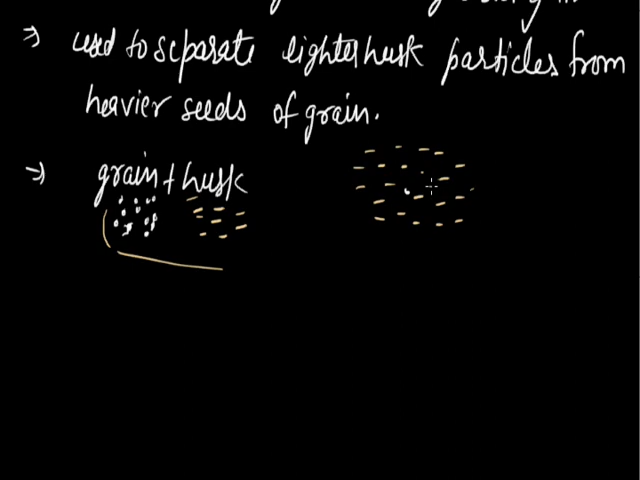 ⇒ used to separate lighter husk particles from
heavier seeds of grain.
⇒ grain + husk